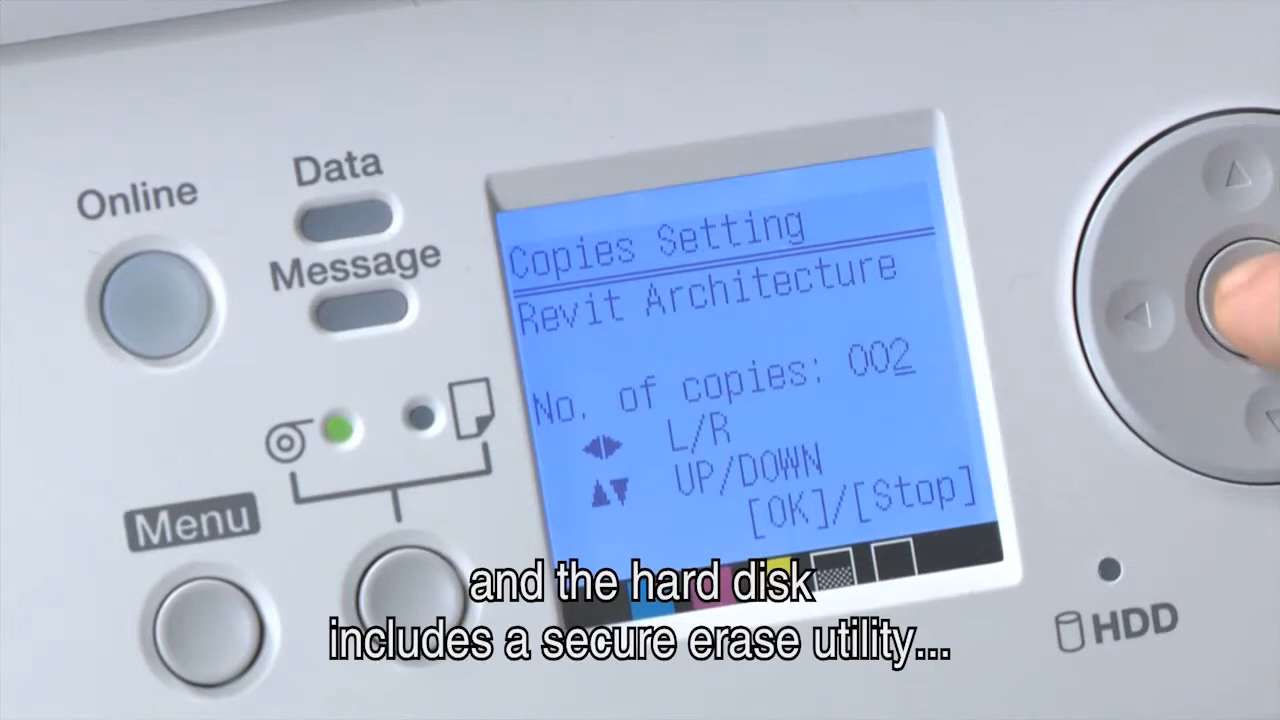 Online
Data
Message
Menu
Copies Setting
Revit Architecture
No. of copies: 002
L/R
UP/DOWN
[OK]/[Stop]
HDD
and the hard disk
includes a secure erase utility...